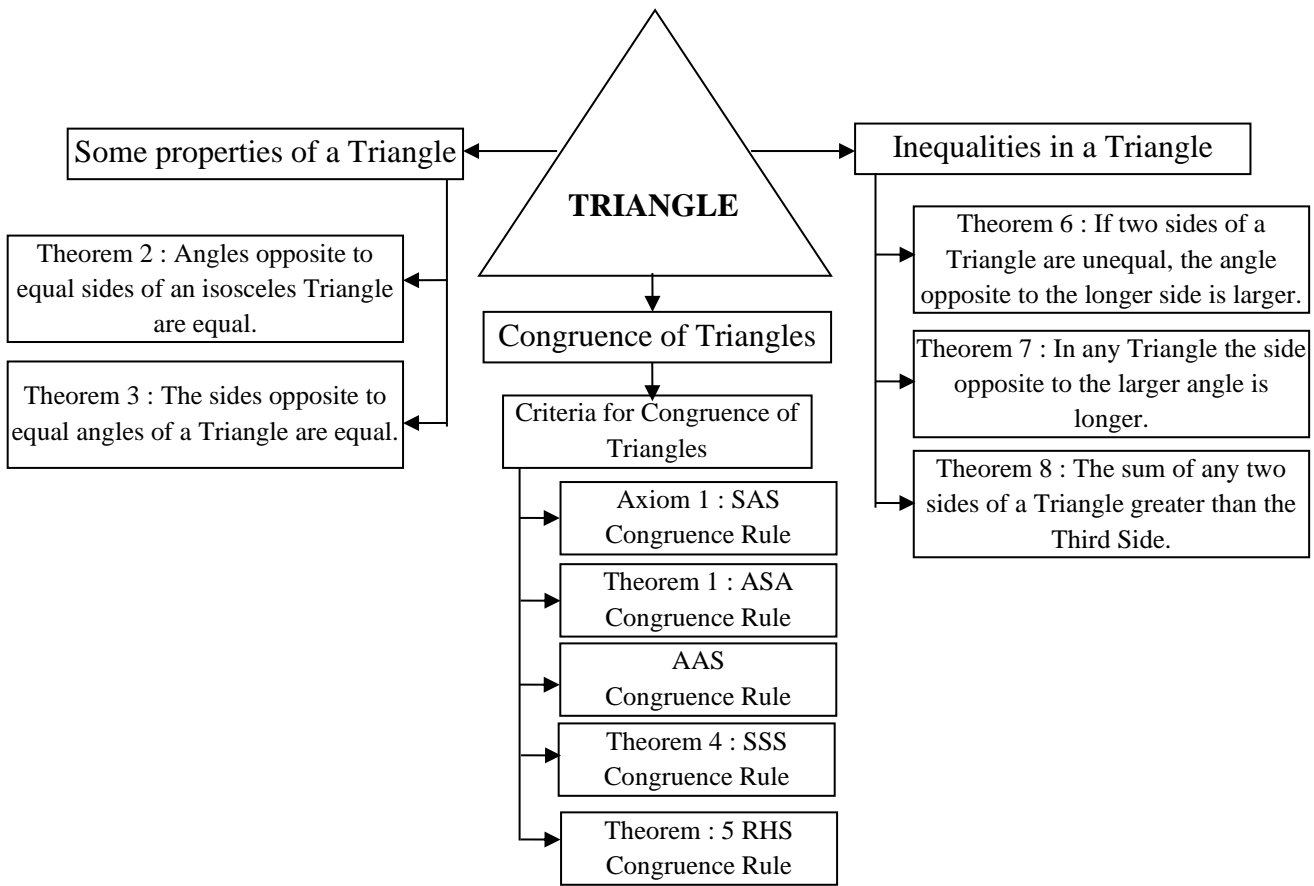 TRIANGLE
Some properties of a Triangle
Theorem 2 : Angles opposite to
equal sides of an isosceles Triangle
are equal.
Theorem 3 : The sides opposite to
equal angles of a Triangle are equal.
Congruence of Triangles
Criteria for Congruence of
Triangles
Axiom 1 : SAS
Congruence Rule
Theorem 1 : ASA
Congruence Rule
AAS
Congruence Rule
Theorem 4 : SSS
Congruence Rule
Theorem : 5 RHS
Congruence Rule
Inequalities in a Triangle
Theorem 6 : If two sides of a
Triangle are unequal, the angle
opposite to the longer side is larger.
Theorem 7 : In any Triangle the side
opposite to the larger angle is
longer.
Theorem 8 : The sum of any two
sides of a Triangle greater than the
Third Side.